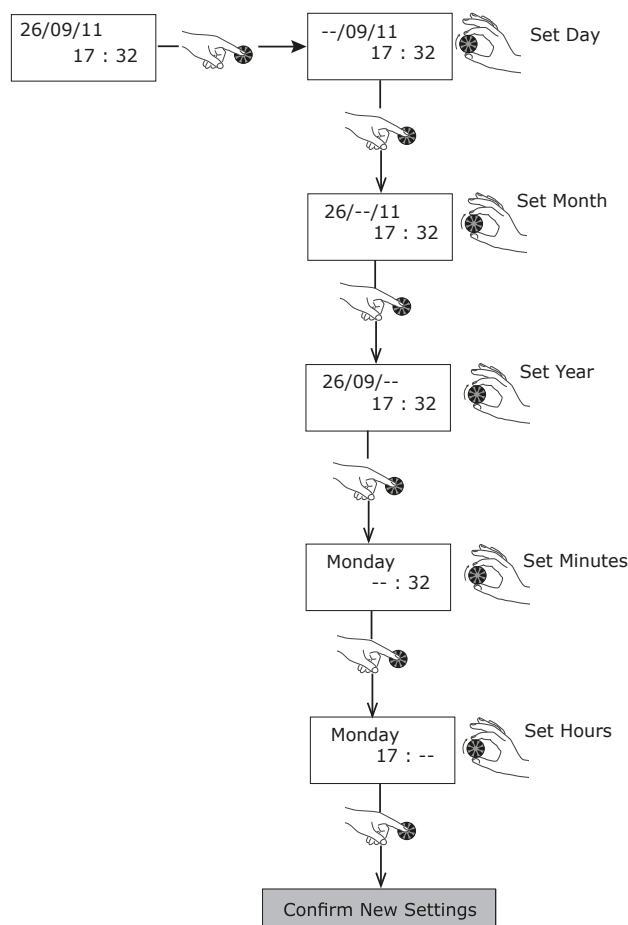 26/09/11
17 : 32
--/09/11
17 : 32
Set Day
26/--/11
17 : 32
Set Month
26/09/--
17 : 32
Set Year
Monday
-- : 32
Set Minutes
Monday
17 : --
Set Hours
Confirm New Settings